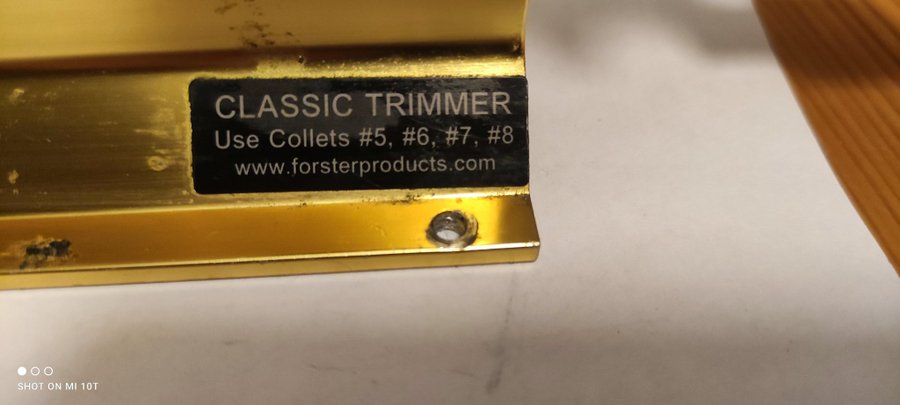 CLASSIC TRIMMER
Use Collets #5, #6, #7, #8
www.forsterproducts.com
SHOT ON MI 10T